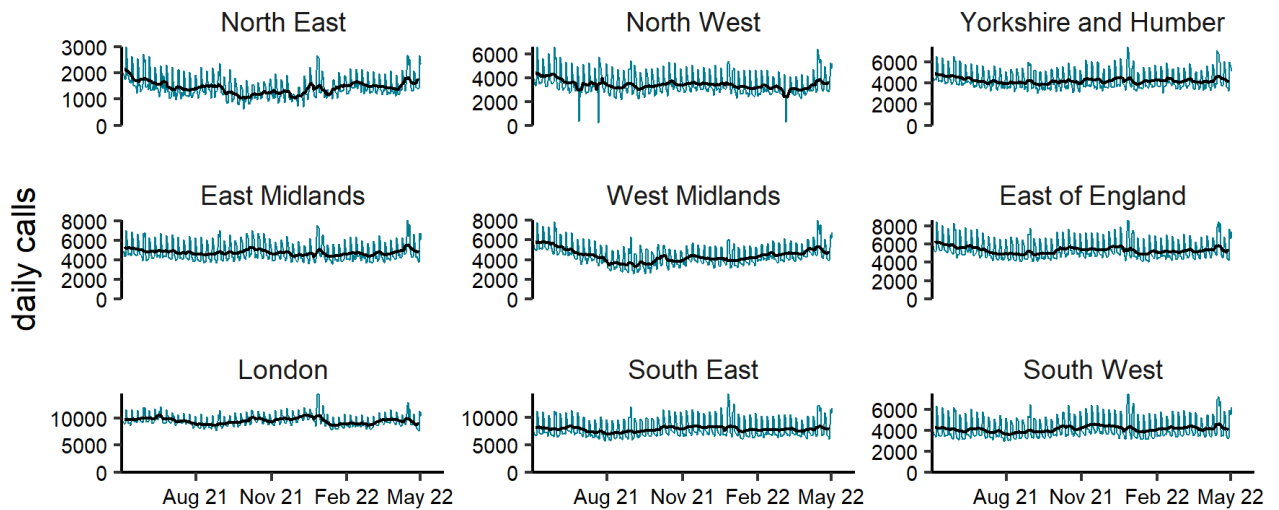 North East
North West
Yorkshire and Humber
3000
2000
1000
0
6000
4000
2000
0
6000
4000
2000
0
daily calls
East Midlands
West Midlands
East of England
8000
6000
4000
2000
0
8000
6000
4000
2000
0
8000
6000
4000
2000
0
London
South East
South West
10000
5000
0
10000
5000
0
6000
4000
2000
0
Aug 21 Nov 21 Feb 22 May 22
Aug 21 Nov 21 Feb 22 May 22
Aug 21 Nov 21 Feb 22 May 22